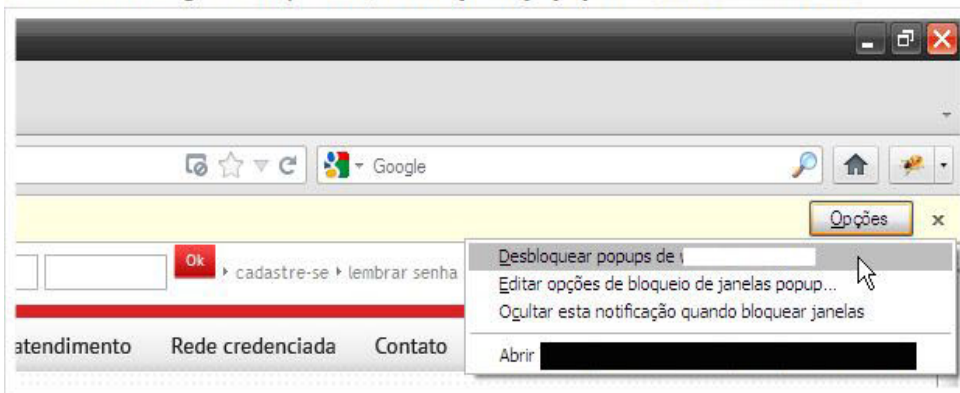 Google
Opções
Desbloquear popups de
Editar opções de bloqueio de janelas popup...
Ocultar esta notificação quando bloquear janelas
Abrir
Ok
cadastre-se
lembrar senha
atendimento Rede credenciada Contato